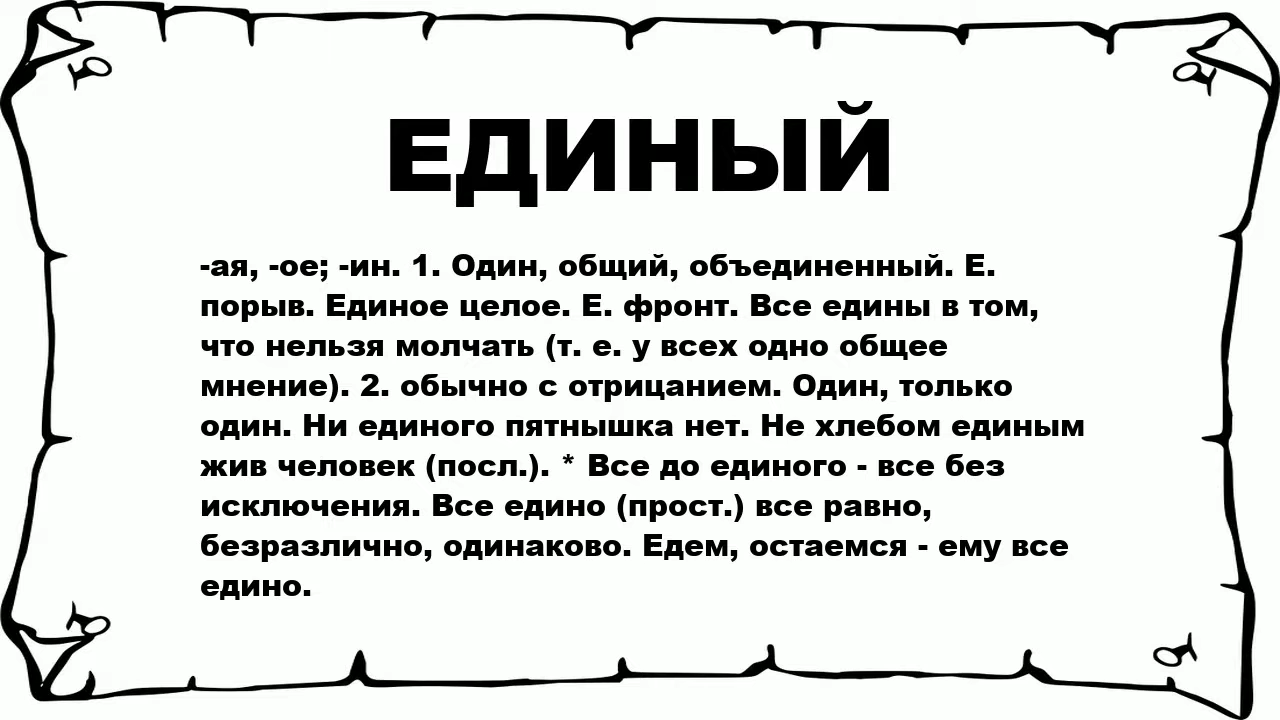 ЕДИНЫЙ
-ая, -ое; -ин. 1. Один, общий, объединенный. Е.
порыв. Единое целое. Е. фронт. Все едины в том,
что нельзя молчать (т. е. у всех одно общее
мнение). 2. обычно с отрицанием. Один, только
один. Ни единого пятнышка нет. Не хлебом единым
жив человек (посл.). * Все до единого - все без
исключения. Все едино (прост.) все равно,
безразлично, одинаково. Едем, остаемся - ему все
едино.